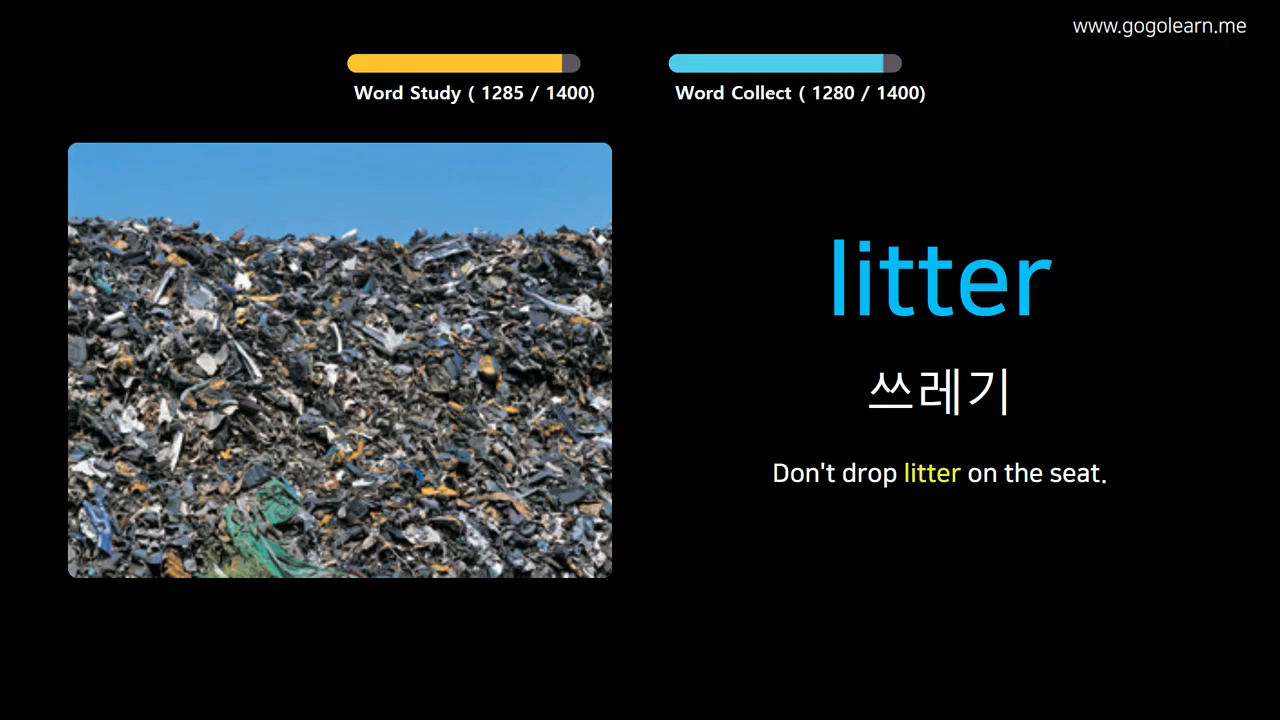 www.gogolearn.me
Word Study ( 1285 / 1400)
Word Collect ( 1280 / 1400)
litter
쓰레기
Don't drop litter on the seat.